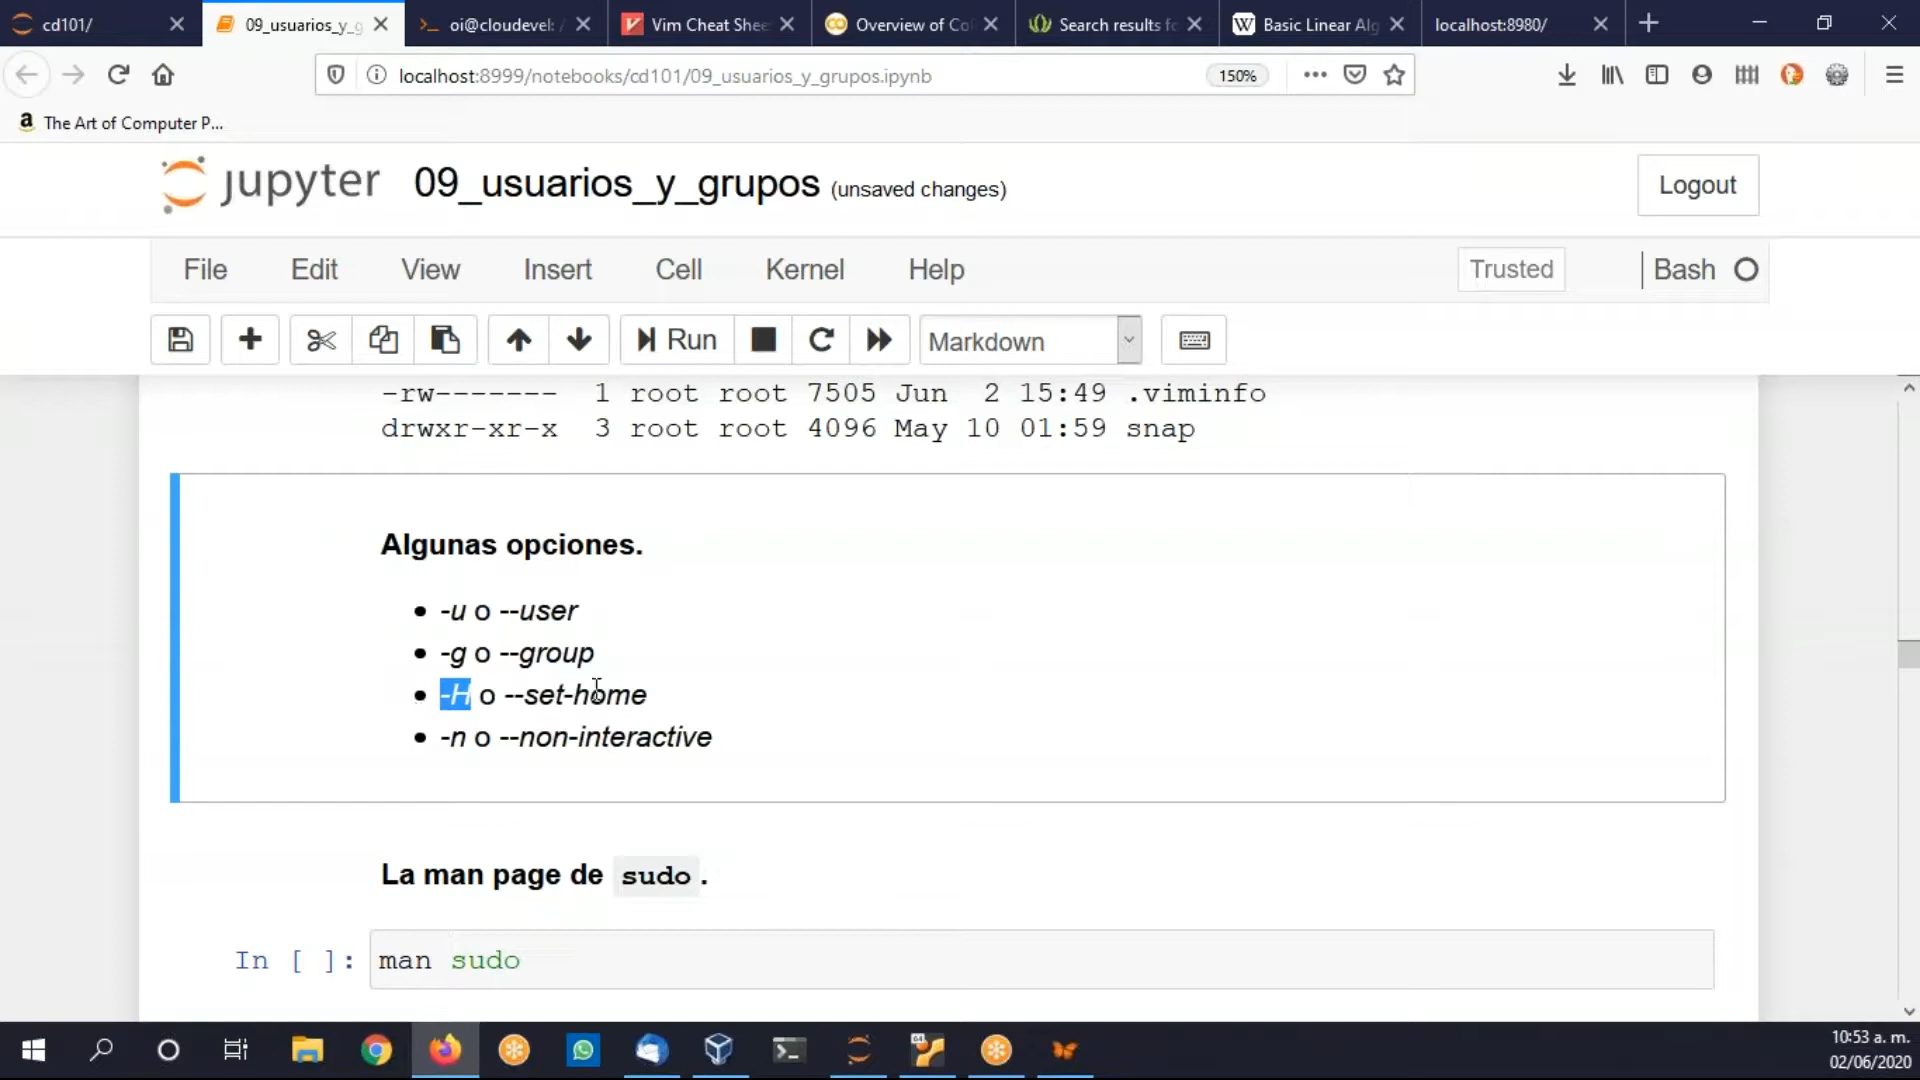 cd101/
09_usuarios_y_g
oi@cloudevel: /
Vim Cheat Shee
Overview of Co
Search results fo
Basic Linear Alg
localhost:8980/
localhost:8999/notebooks/cd101/09_usuarios_y_grupos.ipynb
150%
The Art of Computer P...
jupyter
09_usuarios_y_grupos (unsaved changes)
Logout
File Edit View Insert Cell Kernel Help
Trusted
Bash
Run
Markdown
-rw------- 1 root root 7505 Jun 2 15:49 .viminfo
drwxr-xr-x 3 root root 4096 May 10 01:59 snap
Algunas opciones.
• -u o --user
• -g o --group
• -H o --set-home
• -n o --non-interactive
La man page de sudo .
In [ ]: man sudo
10:53 a. m.
02/06/2020